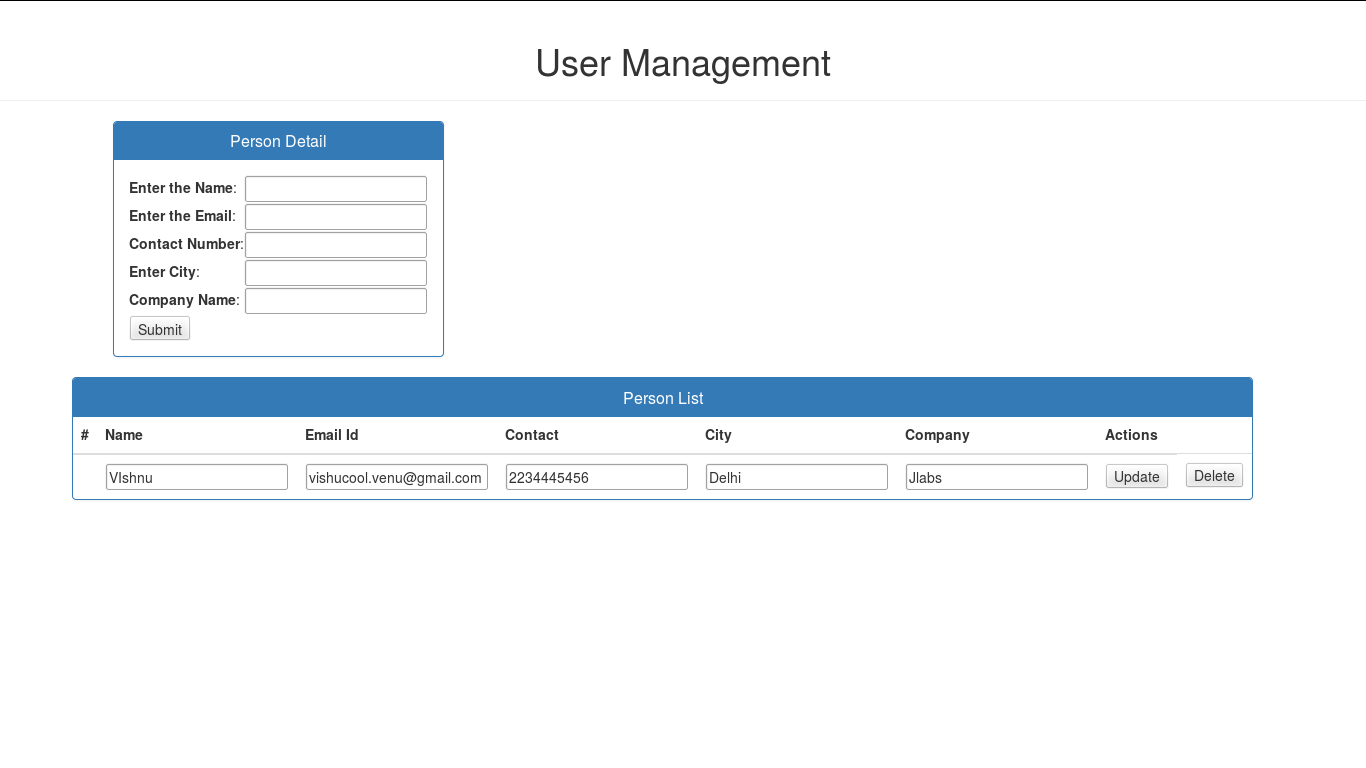 User Management
Person Detail
Enter the Name:
Enter the Email:
Contact Number:
Enter City:
Company Name:
Submit
Person List
# Name Email Id Contact City Company Actions
VIshnu vishucool.venu@gmail.com 2234445456 Delhi Jlabs Update Delete